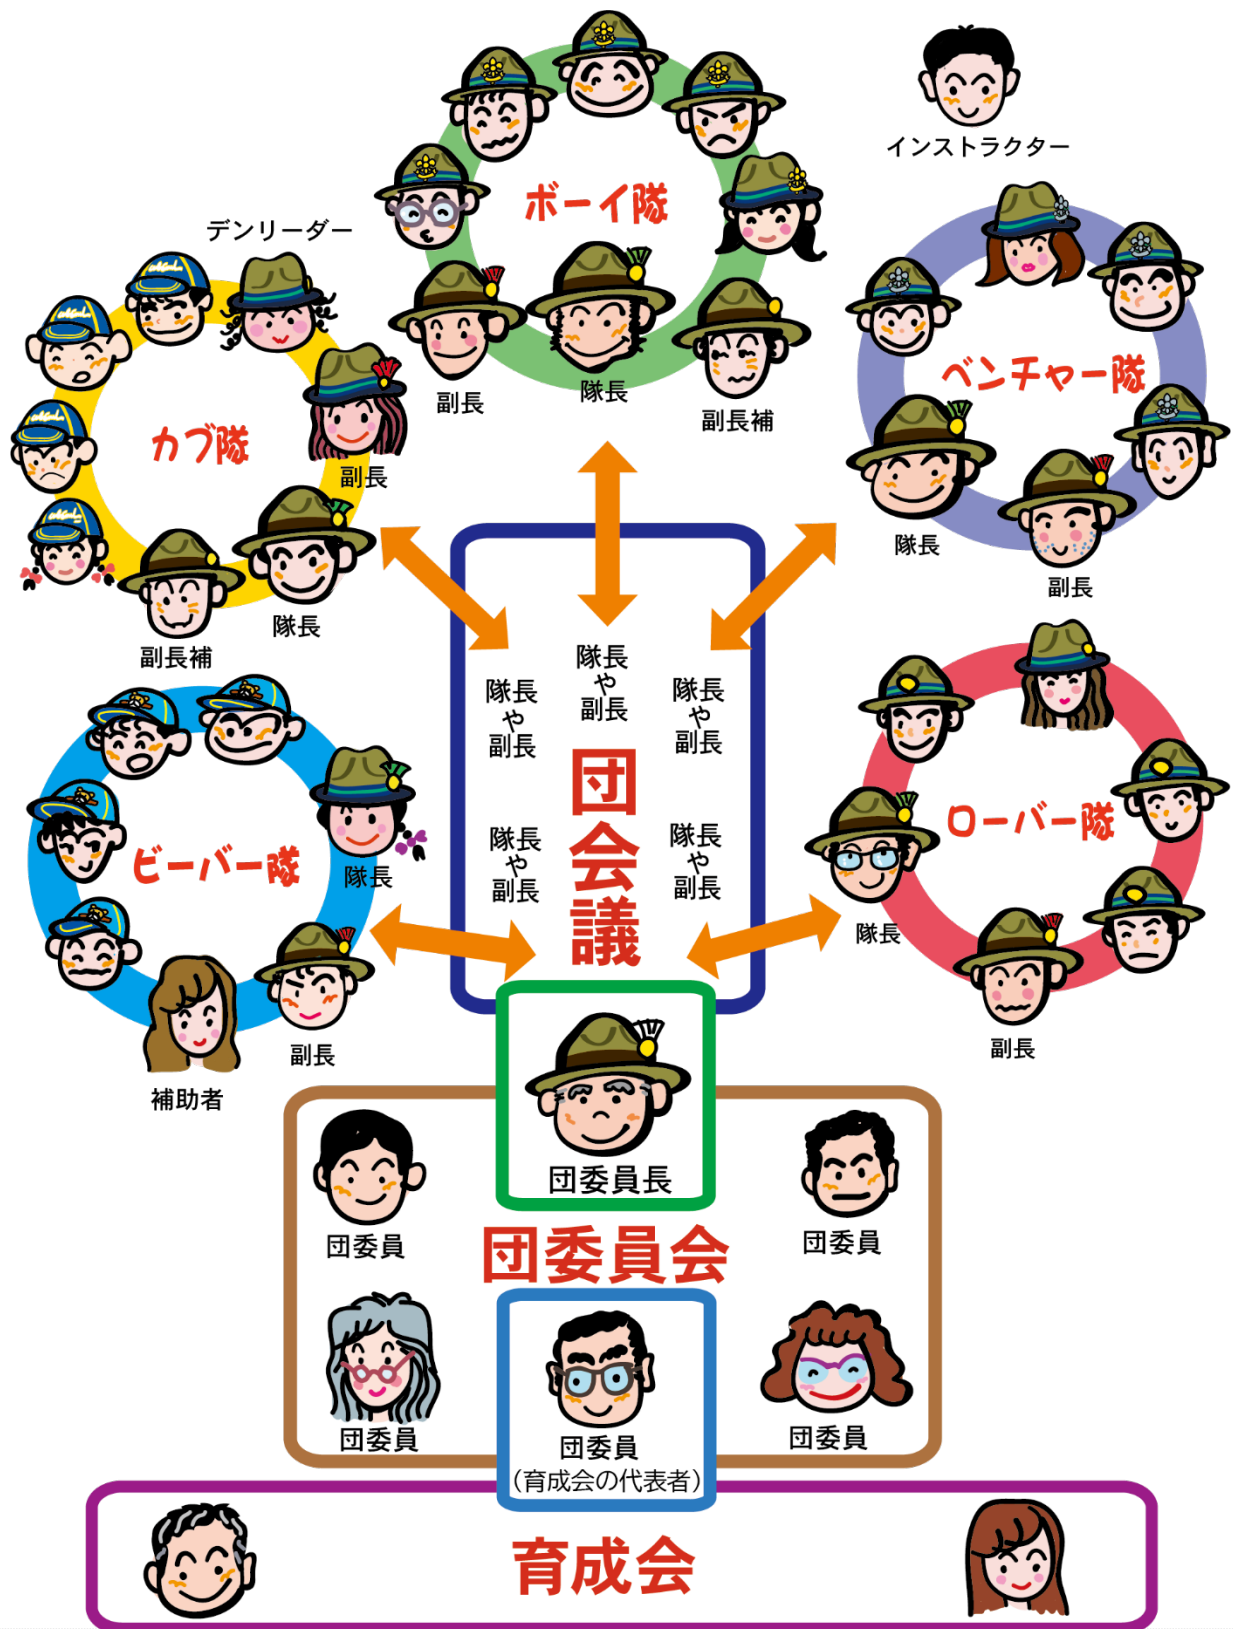 インストラクター
ボーイ隊
デンリーダー
副長
隊長
副長補
ベンチャー隊
隊長
副長
カブ隊
副長
隊長
副長補
隊長
や
副長
隊長
や
副長
隊長
や
副長
団会議
隊長
や
副長
隊長
や
副長
ビーバー隊
隊長
副長
補助者
ローバー隊
隊長
副長
団委員長
団委員会
団委員
団委員
団委員
団委員
団委員
(育成会の代表者)
育成会